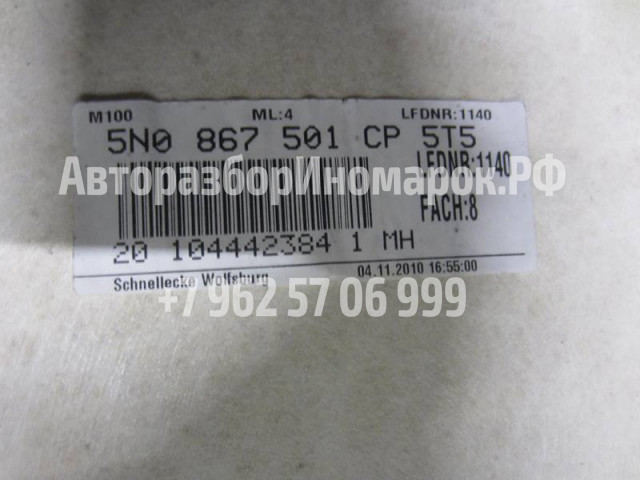 M100 ML:4 LFDNR:1140
5N0 867 501 CP 5T5
LFDNR:1140
АвторазборИномарок.РФ
FACH:8
20 104442384 1 MH
Schnellecke Wolfsburg 04.11.2010 16:55:00
+7 962 57 06 999